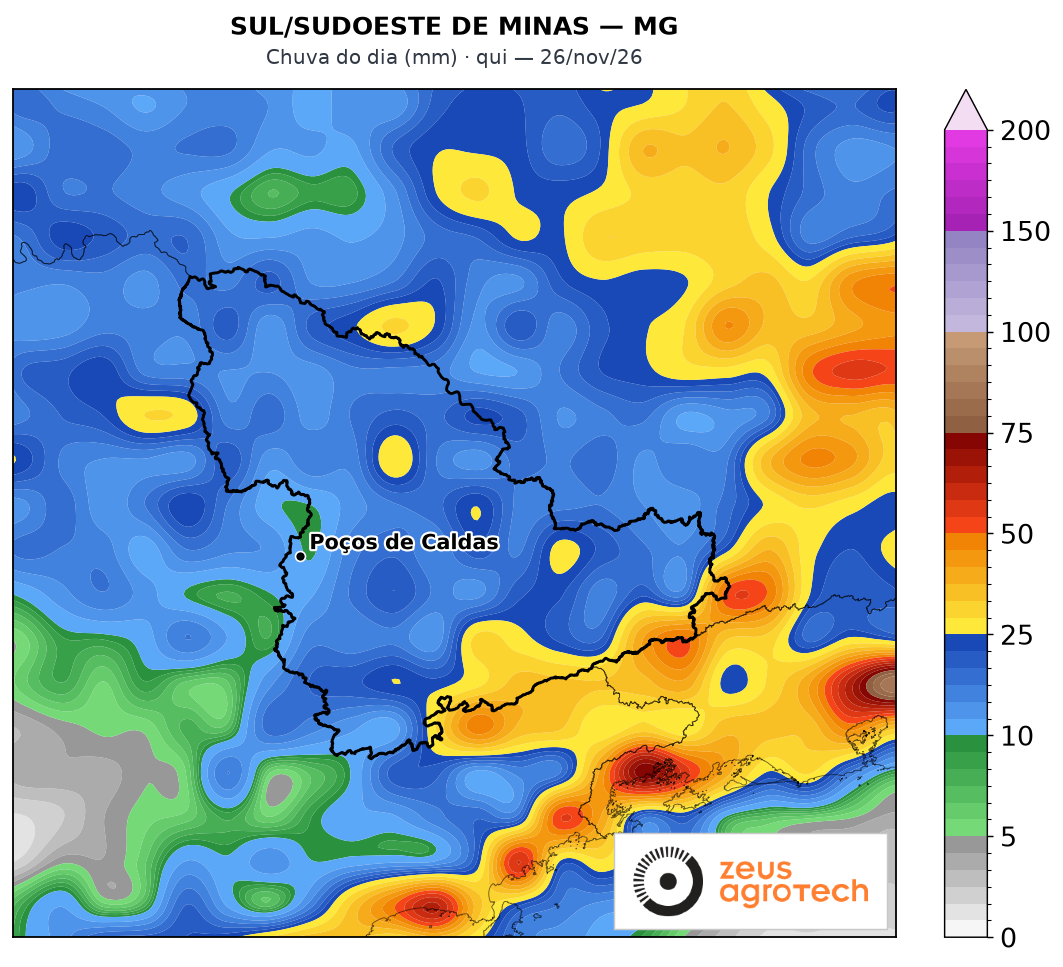 SUL/SUDOESTE DE MINAS — MG
Chuva do dia (mm) · qui — 26/nov/26
200
150
100
75
50
25
10
5
0
Poços de Caldas
zeus
agrotech